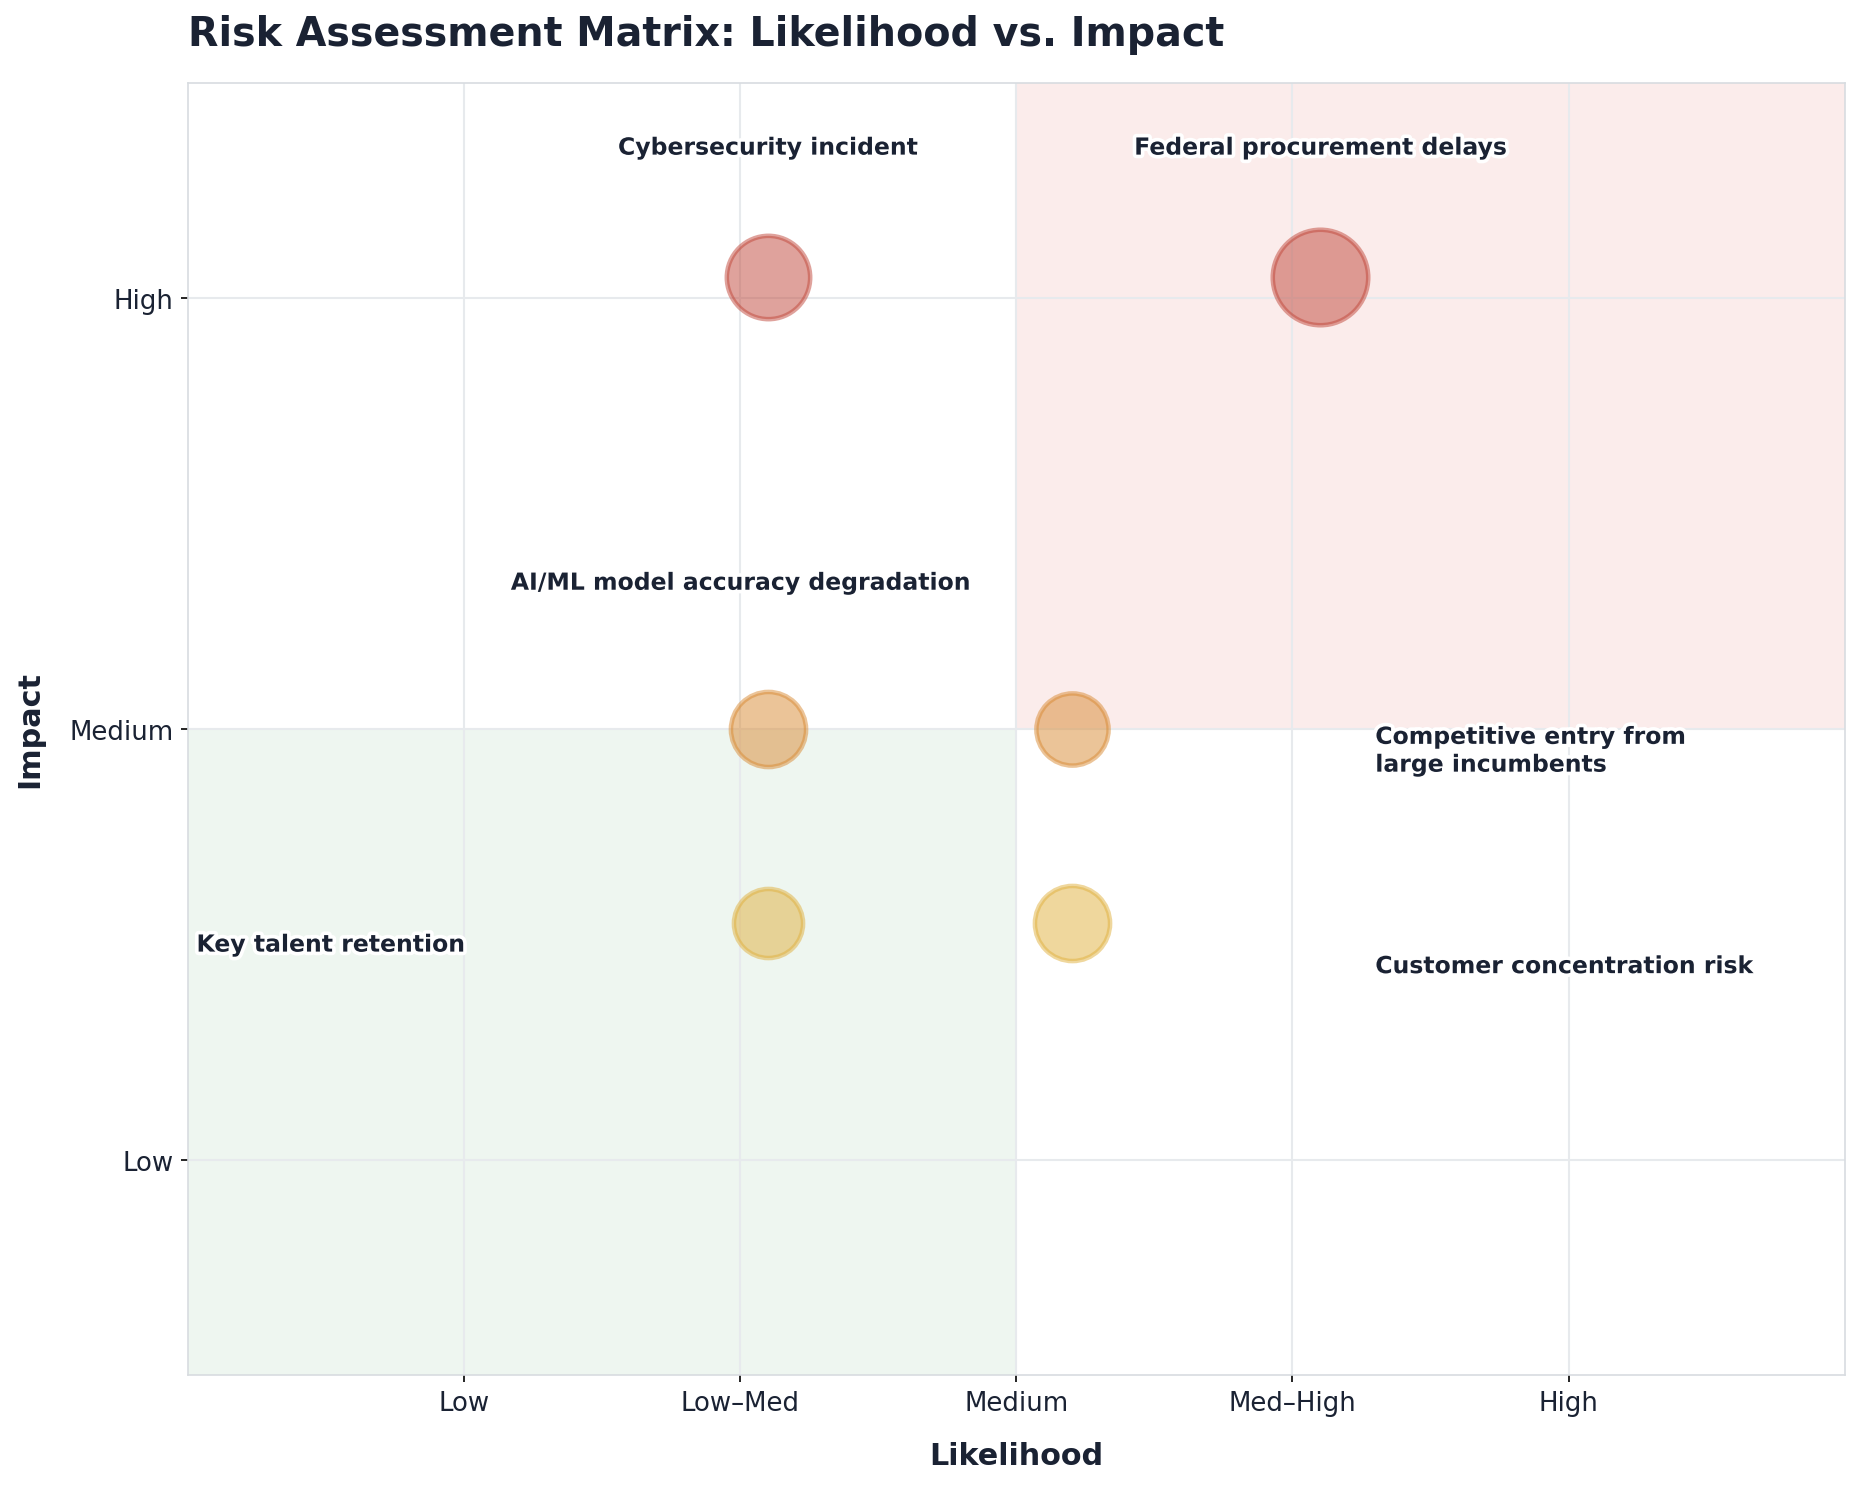 Risk Assessment Matrix: Likelihood vs. Impact
Cybersecurity incident
Federal procurement delays
High
AI/ML model accuracy degradation
Impact
Medium
Competitive entry from
large incumbents
Key talent retention
Customer concentration risk
Low
Low
Low–Med
Medium
Med–High
High
Likelihood